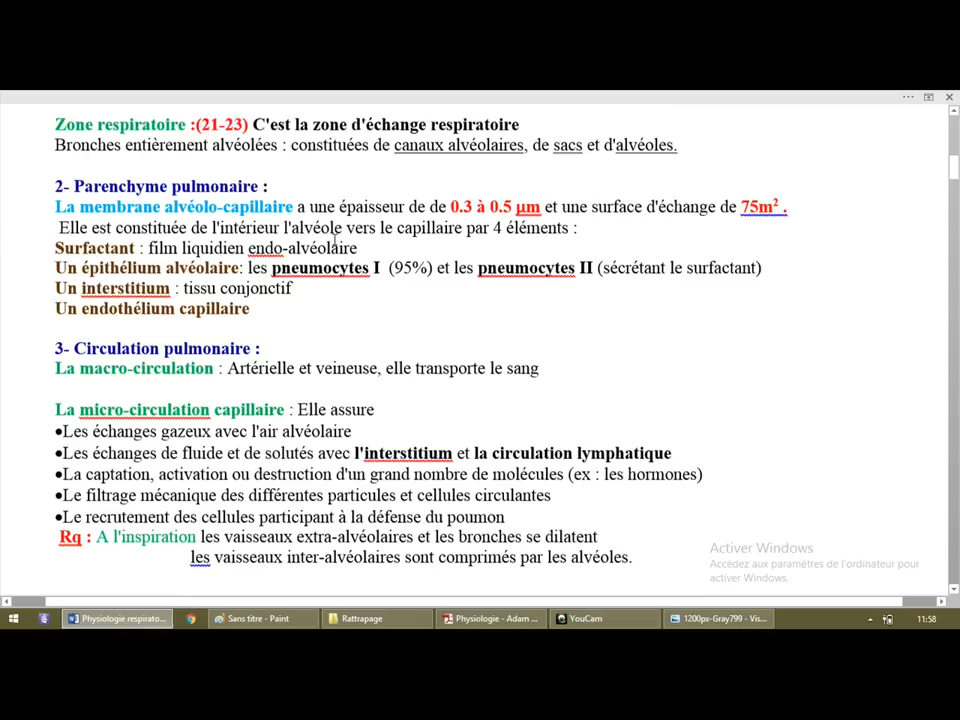 Zone respiratoire :(21-23) C'est la zone d'échange respiratoire
Bronches entièrement alvéolées : constituées de canaux alvéolaires, de sacs et d'alvéoles.
2- Parenchyme pulmonaire :
La membrane alvéolo-capillaire a une épaisseur de de 0.3 à 0.5 µm et une surface d'échange de 75m² .
Elle est constituée de l'intérieur l'alvéole vers le capillaire par 4 éléments :
Surfactant : film liquidien endo-alvéolaire
Un épithélium alvéolaire: les pneumocytes I (95%) et les pneumocytes II (sécrétant le surfactant)
Un interstitium : tissu conjonctif
Un endothélium capillaire
3- Circulation pulmonaire :
La macro-circulation : Artérielle et veineuse, elle transporte le sang
La micro-circulation capillaire : Elle assure
•Les échanges gazeux avec l'air alvéolaire
•Les échanges de fluide et de solutés avec l'interstitium et la circulation lymphatique
•La captation, activation ou destruction d'un grand nombre de molécules (ex : les hormones)
•Le filtrage mécanique des différentes particules et cellules circulantes
•Le recrutement des cellules participant à la défense du poumon
Rq : A l'inspiration les vaisseaux extra-alvéolaires et les bronches se dilatent
les vaisseaux inter-alvéolaires sont comprimés par les alvéoles.
Activer Windows
Accédez aux paramètres de l'ordinateur pour
activer Windows.
Physiologie respirato... Sans titre - Paint Rattrapage Physiologie - Adam ... YouCam 1200px-Gray799 - Vis... 11:58